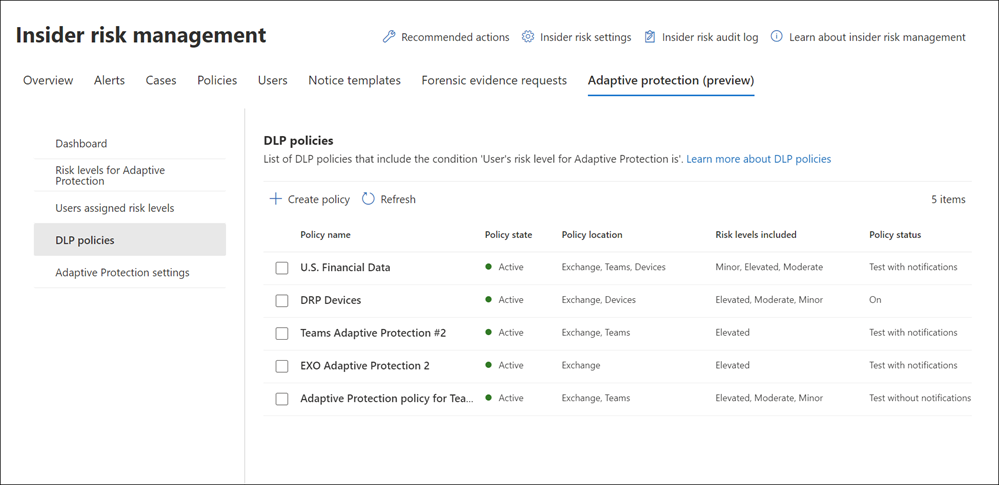 Insider risk management
Recommended actions Insider risk settings Insider risk audit log Learn about insider risk management
Overview Alerts Cases Policies Users Notice templates Forensic evidence requests Adaptive protection (preview)
Dashboard
Risk levels for Adaptive
Protection
Users assigned risk levels
DLP policies
Adaptive Protection settings
DLP policies
List of DLP policies that include the condition 'User's risk level for Adaptive Protection is'. Learn more about DLP policies
Create policy Refresh 5 items
Policy name Policy state Policy location Risk levels included Policy status
U.S. Financial Data Active Exchange, Teams, Devices Minor, Elevated, Moderate Test with notifications
DRP Devices Active Exchange, Devices Elevated, Moderate, Minor On
Teams Adaptive Protection #2 Active Exchange, Teams Elevated Test with notifications
EXO Adaptive Protection 2 Active Exchange Elevated Test with notifications
Adaptive Protection policy for Tea... Active Exchange, Teams Elevated, Moderate, Minor Test without notifications